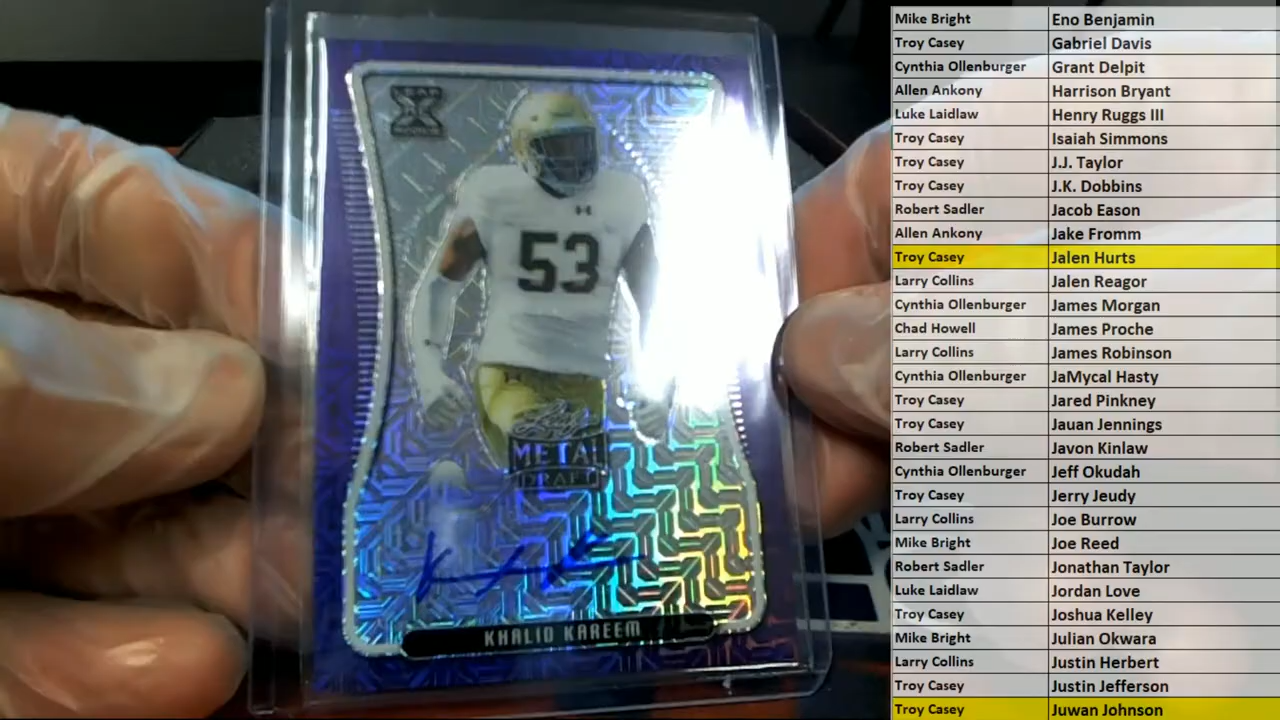 LEAF
X
53
Leaf
METAL
DRAFT
KHALID KAREEM
Mike Bright Eno Benjamin
Troy Casey Gabriel Davis
Cynthia Ollenburger Grant Delpit
Allen Ankony Harrison Bryant
Luke Laidlaw Henry Ruggs III
Troy Casey Isaiah Simmons
Troy Casey J.J. Taylor
Troy Casey J.K. Dobbins
Robert Sadler Jacob Eason
Allen Ankony Jake Fromm
Troy Casey Jalen Hurts
Larry Collins Jalen Reagor
Cynthia Ollenburger James Morgan
Chad Howell James Proche
Larry Collins James Robinson
Cynthia Ollenburger JaMycal Hasty
Troy Casey Jared Pinkney
Troy Casey Jauan Jennings
Robert Sadler Javon Kinlaw
Cynthia Ollenburger Jeff Okudah
Troy Casey Jerry Jeudy
Larry Collins Joe Burrow
Mike Bright Joe Reed
Robert Sadler Jonathan Taylor
Luke Laidlaw Jordan Love
Troy Casey Joshua Kelley
Mike Bright Julian Okwara
Larry Collins Justin Herbert
Troy Casey Justin Jefferson
Troy Casey Juwan Johnson